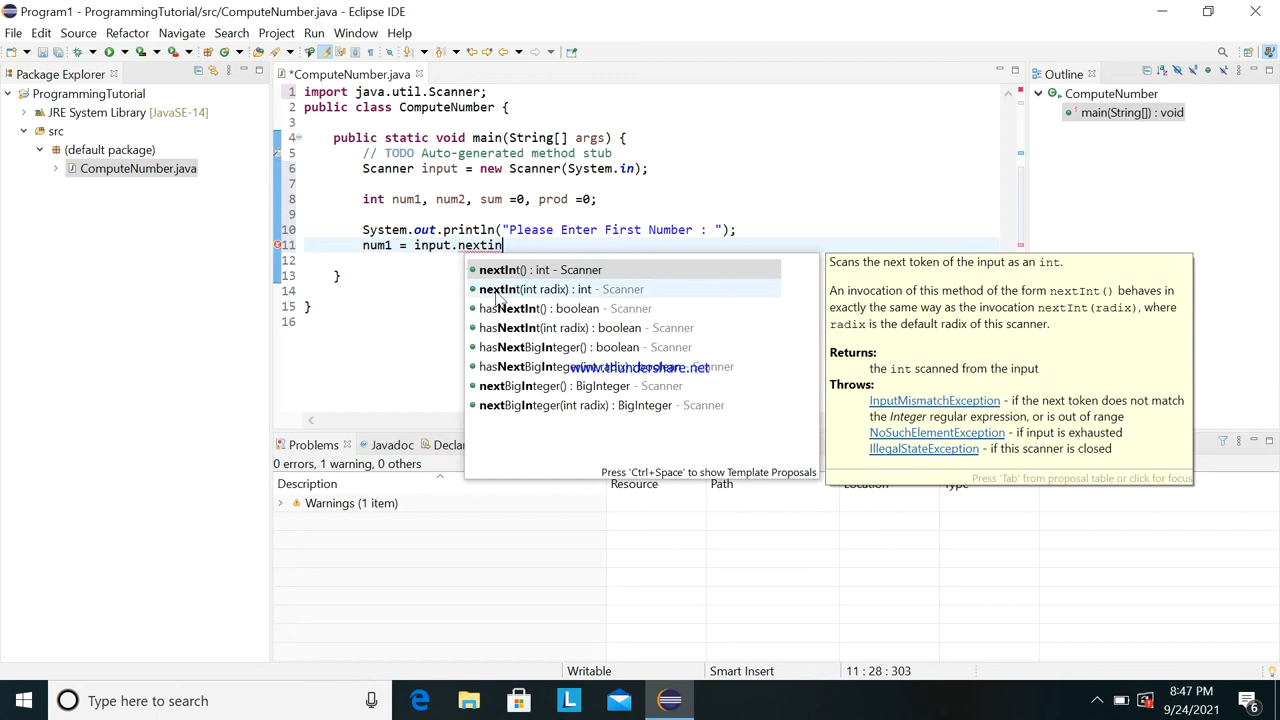 Program1 - ProgrammingTutorial/src/ComputeNumber.java - Eclipse IDE
File Edit Source Refactor Navigate Search Project Run Window Help
Package Explorer
ProgrammingTutorial
JRE System Library [JavaSE-14]
src
(default package)
ComputeNumber.java
*ComputeNumber.java
1 import java.util.Scanner;
2 public class ComputeNumber {
3
4 public static void main(String[] args) {
5 // TODO Auto-generated method stub
6 Scanner input = new Scanner(System.in);
7
8 int num1, num2, sum =0, prod =0;
9
10 System.out.println("Please Enter First Number : ");
11 num1 = input.nextin
12
13 }
14
15 }
16
nextInt() : int - Scanner
nextInt(int radix) : int - Scanner
hasNextInt() : boolean - Scanner
hasNextInt(int radix) : boolean - Scanner
hasNextBigInteger() : boolean - Scanner
hasNextBigInteger(int radix) : boolean - Scanner
www.thundershare.net
nextBigInteger() : BigInteger - Scanner
nextBigInteger(int radix) : BigInteger - Scanner
Press 'Ctrl+Space' to show Template Proposals
Scans the next token of the input as an int.
An invocation of this method of the form nextInt() behaves in
exactly the same way as the invocation nextInt(radix), where
radix is the default radix of this scanner.
Returns:
the int scanned from the input
Throws:
InputMismatchException - if the next token does not match
the Integer regular expression, or is out of range
NoSuchElementException - if input is exhausted
IllegalStateException - if this scanner is closed
Press 'Tab' from proposal table or click for focus
Outline
ComputeNumber
main(String[]) : void
Problems Javadoc Declar
0 errors, 1 warning, 0 others
Description Resource Path Location Type
Warnings (1 item)
Writable Smart Insert 11 : 28 : 303
Type here to search
8:47 PM
9/24/2021
6